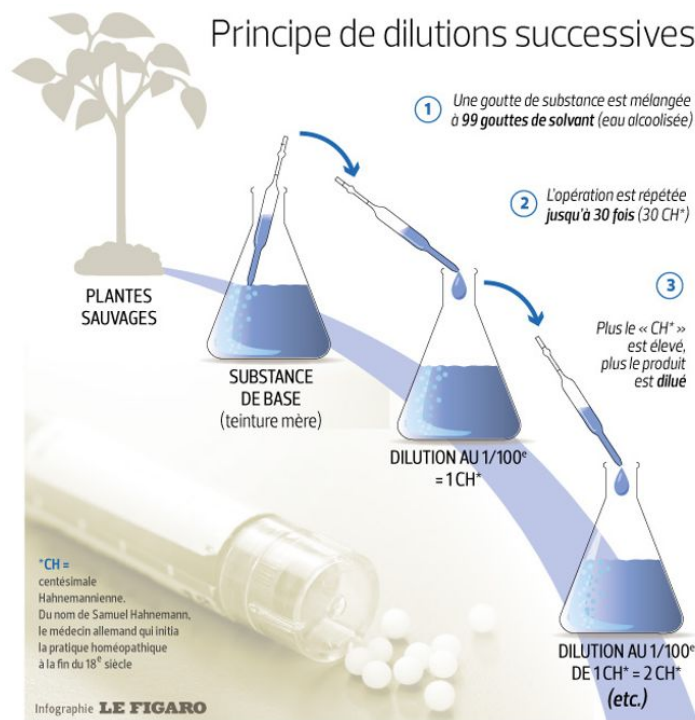 Principe de dilutions successives
1
Une goutte de substance est mélangée
à 99 gouttes de solvant (eau alcoolisée)
2
L'opération est répétée
jusqu'à 30 fois (30 CH*)
3
Plus le « CH* »
est élevé,
plus le produit
est dilué
PLANTES
SAUVAGES
SUBSTANCE
DE BASE
(teinture mère)
DILUTION AU 1/100e
= 1 CH*
DILUTION AU 1/100e
DE 1 CH* = 2 CH*
(etc.)
*CH =
centésimale
Hahnemannienne.
Du nom de Samuel Hahnemann,
le médecin allemand qui initia
la pratique homéopathique
à la fin du 18e siècle
Infographie LE FIGARO